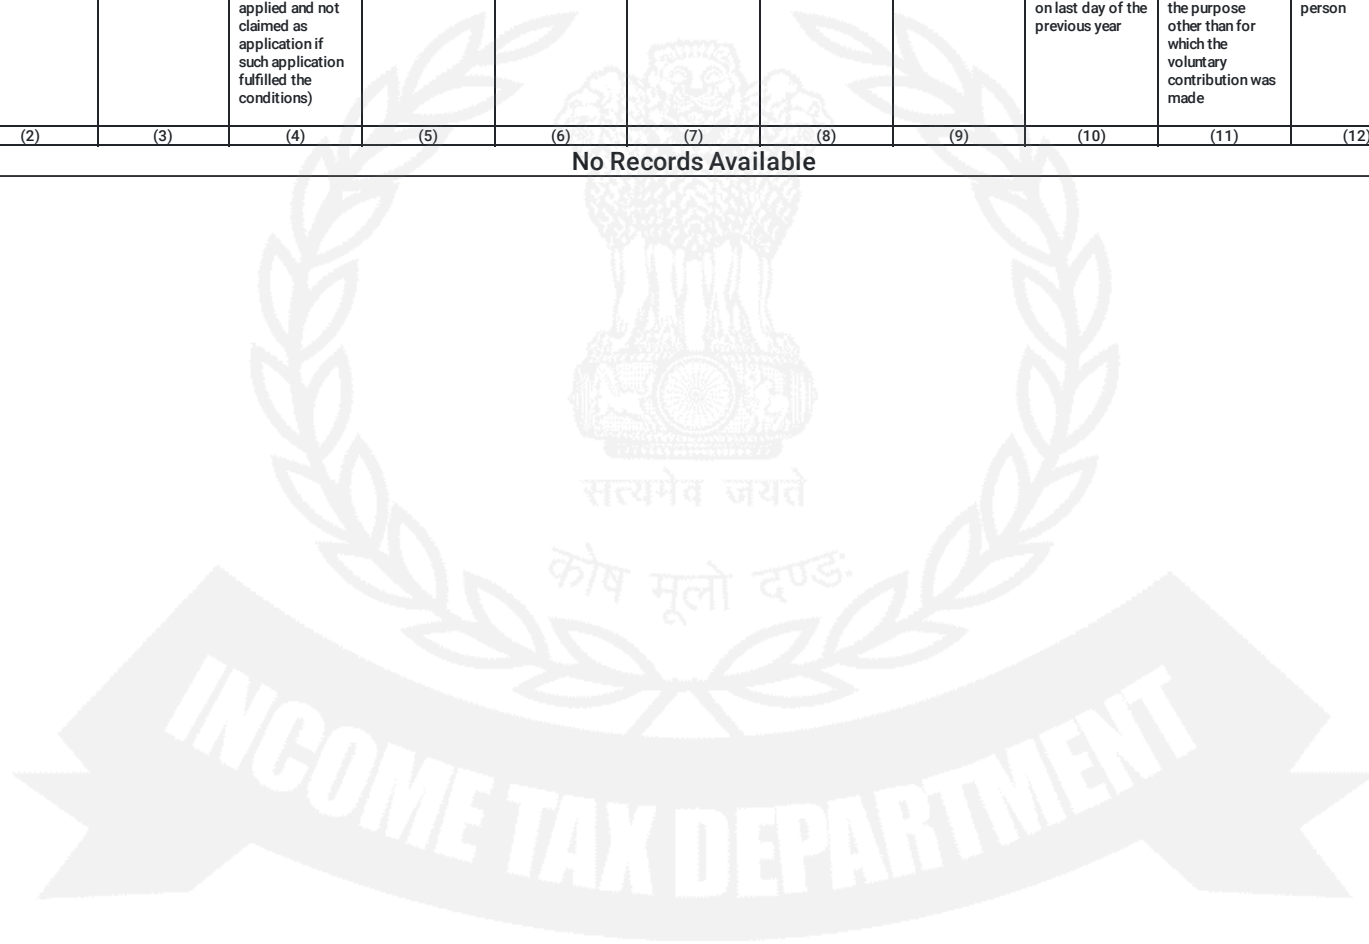 applied and not
claimed as
application if
such application
fulfilled the
conditions)
on last day of the
previous year
the purpose
other than for
which the
voluntary
contribution was
made
person
(2) (3) (4) (5) (6) (7) (8) (9) (10) (11) (12)
No Records Available
सत्यमेव जयते
कोष मूलो दण्डः
INCOME TAX DEPARTMENT